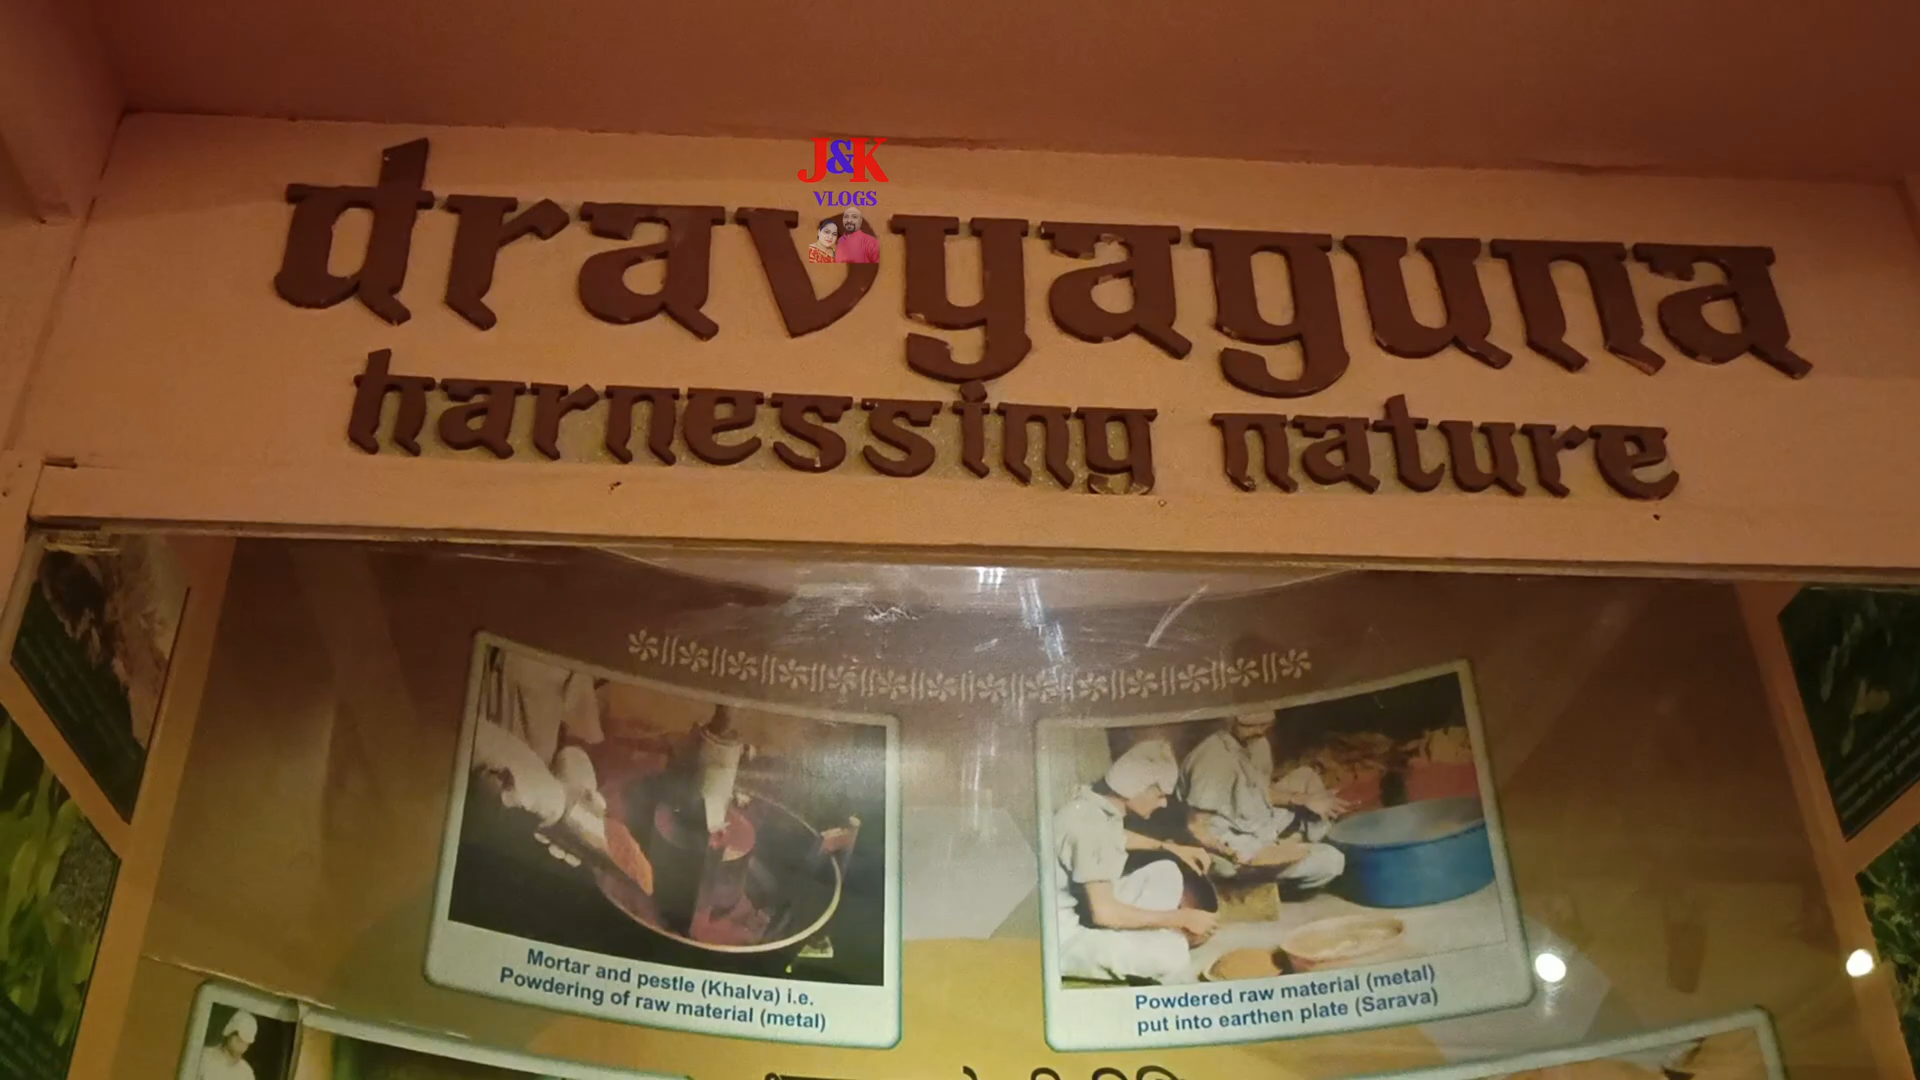 J&K
VLOGS
dravyaguna
harnessing nature
Mortar and pestle (Khalva) i.e.
Powdering of raw material (metal)
Powdered raw material (metal)
put into earthen plate (Sarava)